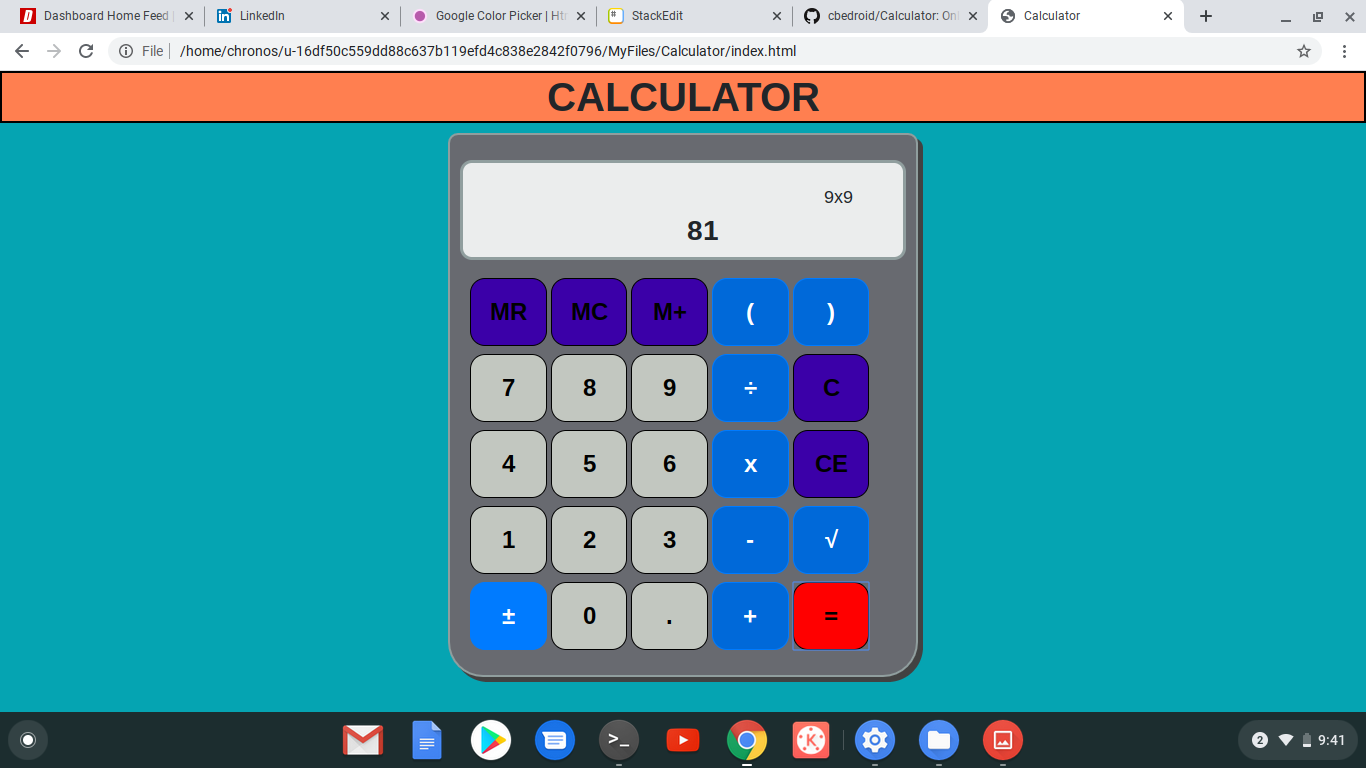 Dashboard Home Feed
LinkedIn
Google Color Picker | Ht
StackEdit
cbedroid/Calculator: Onl
Calculator
File | /home/chronos/u-16df50c559dd88c637b119efd4c838e2842f0796/MyFiles/Calculator/index.html
CALCULATOR
9x9
81
MR MC M+ ( )
7 8 9 ÷ C
4 5 6 x CE
1 2 3 - √
± 0 . + =
2 9:41